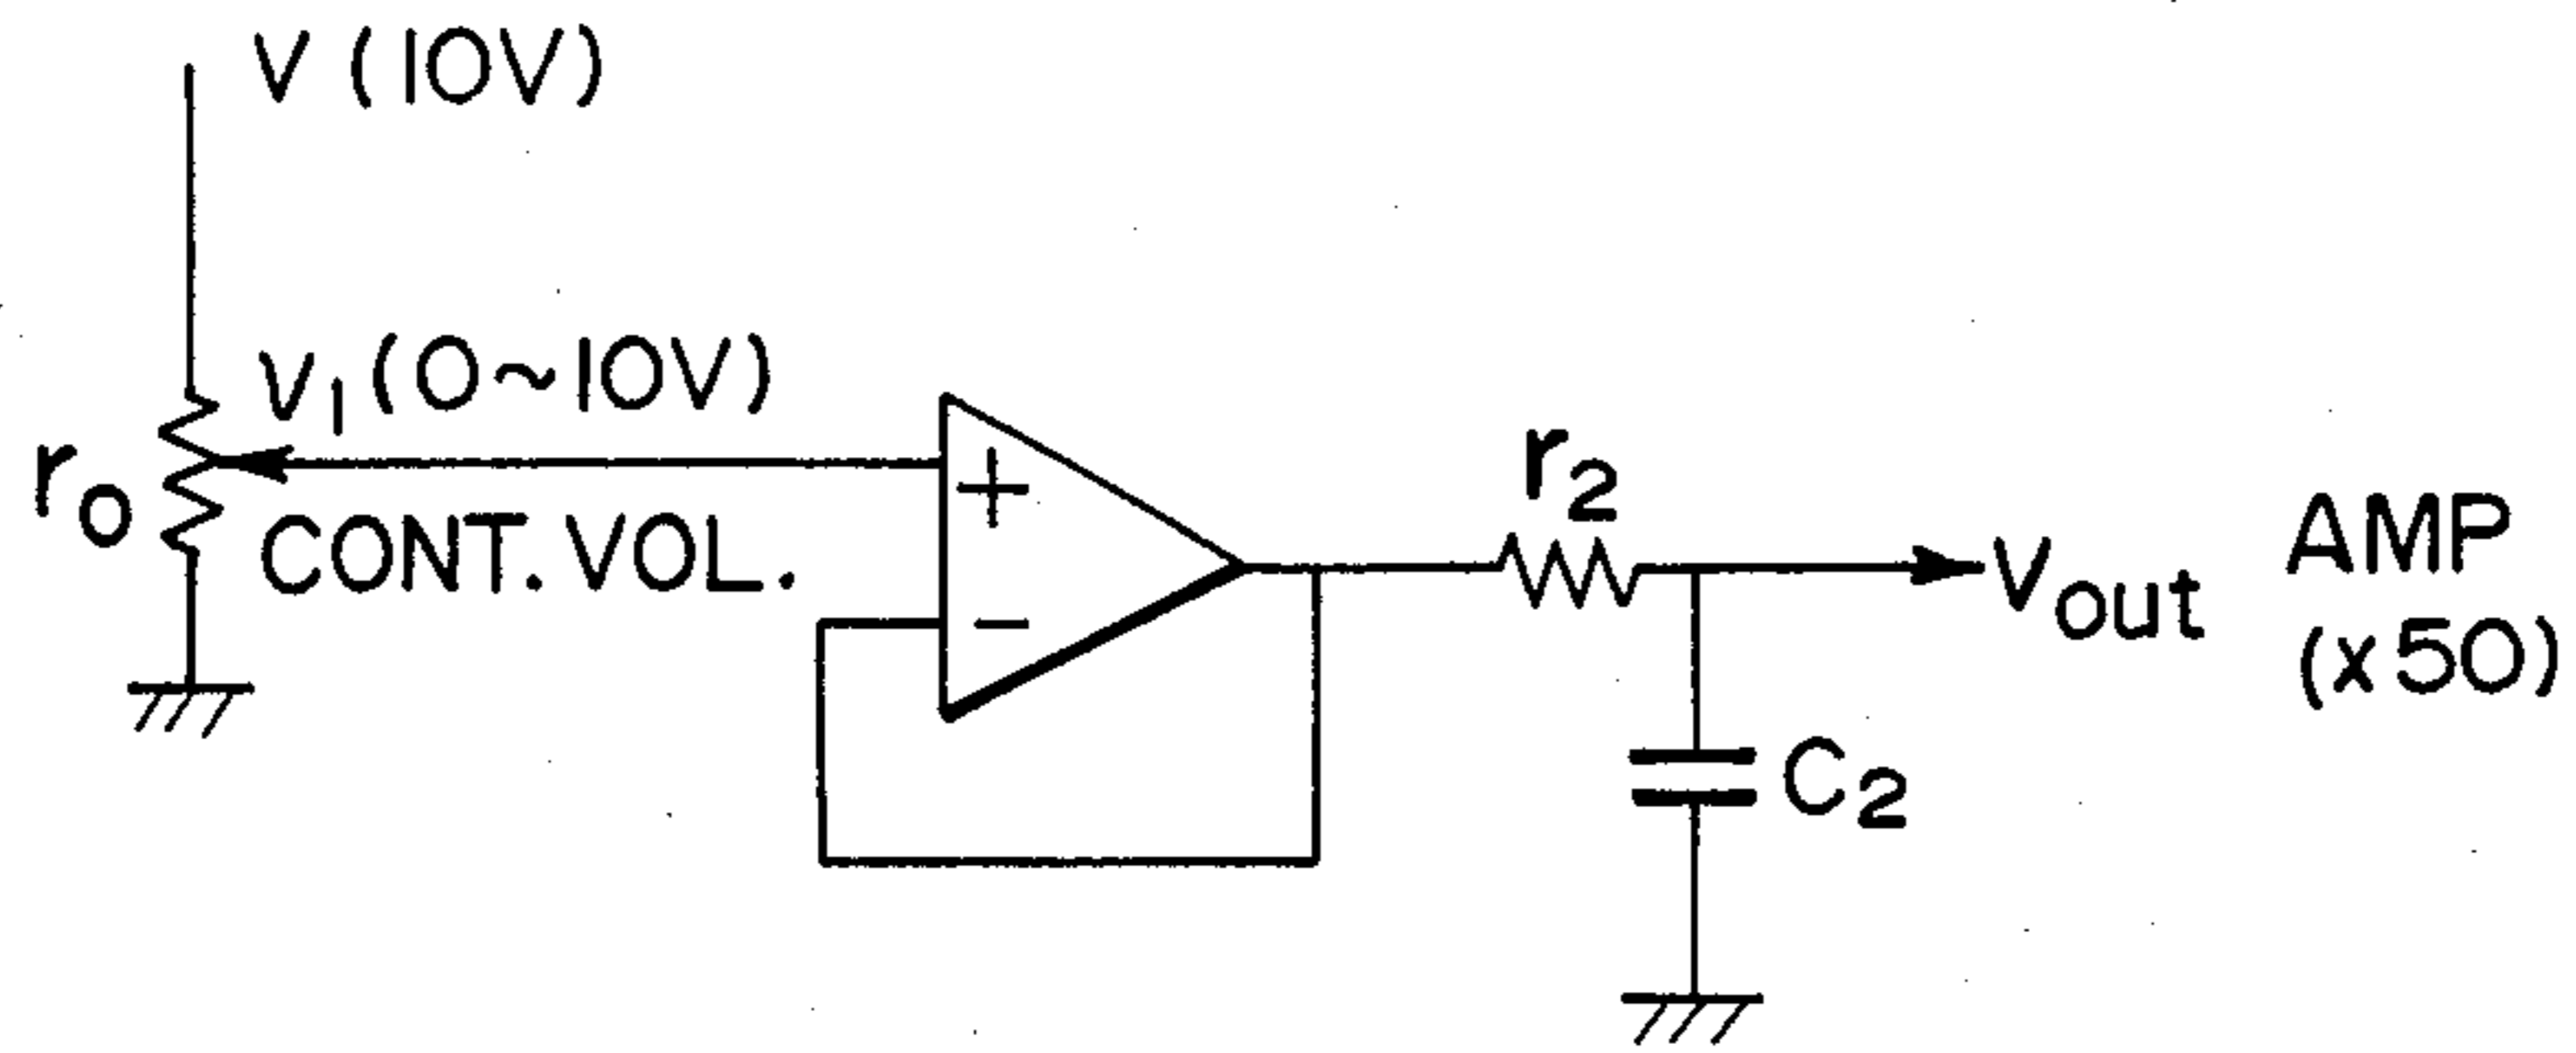 V (10V)
V1 (0~10V)
r0
CONT. VOL.
+
−
r2
C2
Vout
AMP
(x50)